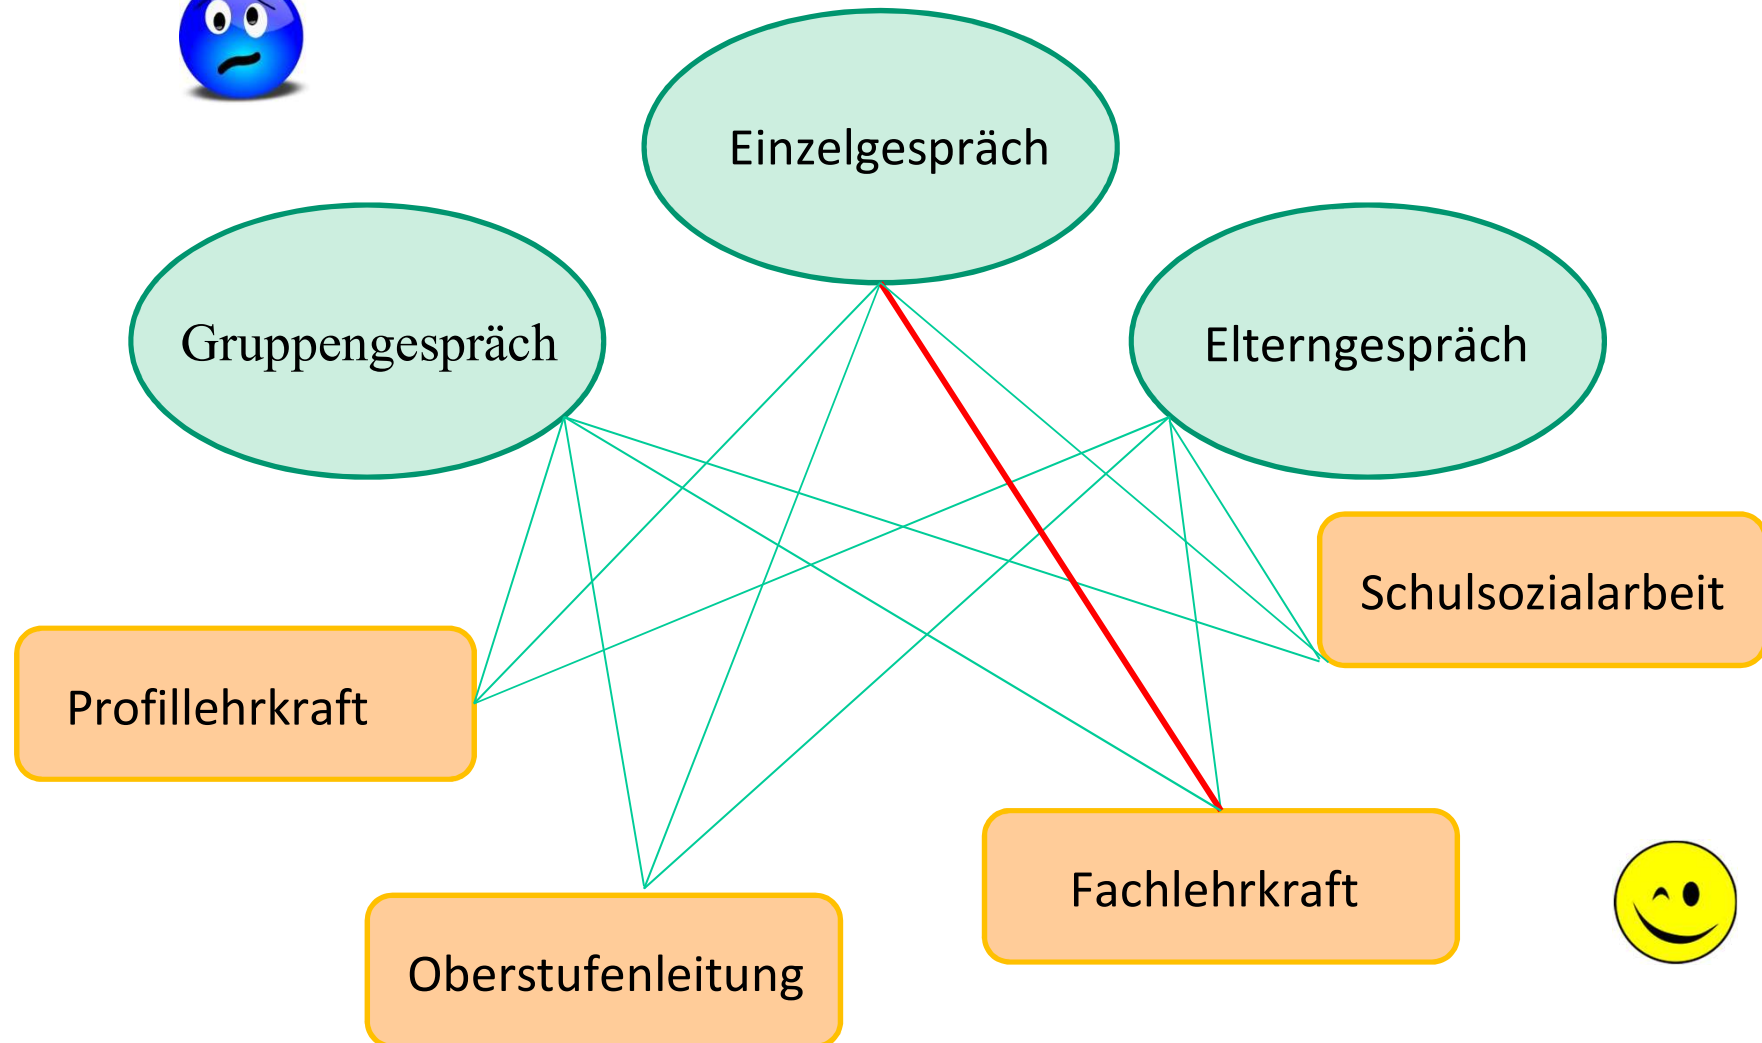 Einzelgespräch
Gruppengespräch
Elterngespräch
Schulsozialarbeit
Profillehrkraft
Fachlehrkraft
Oberstufenleitung